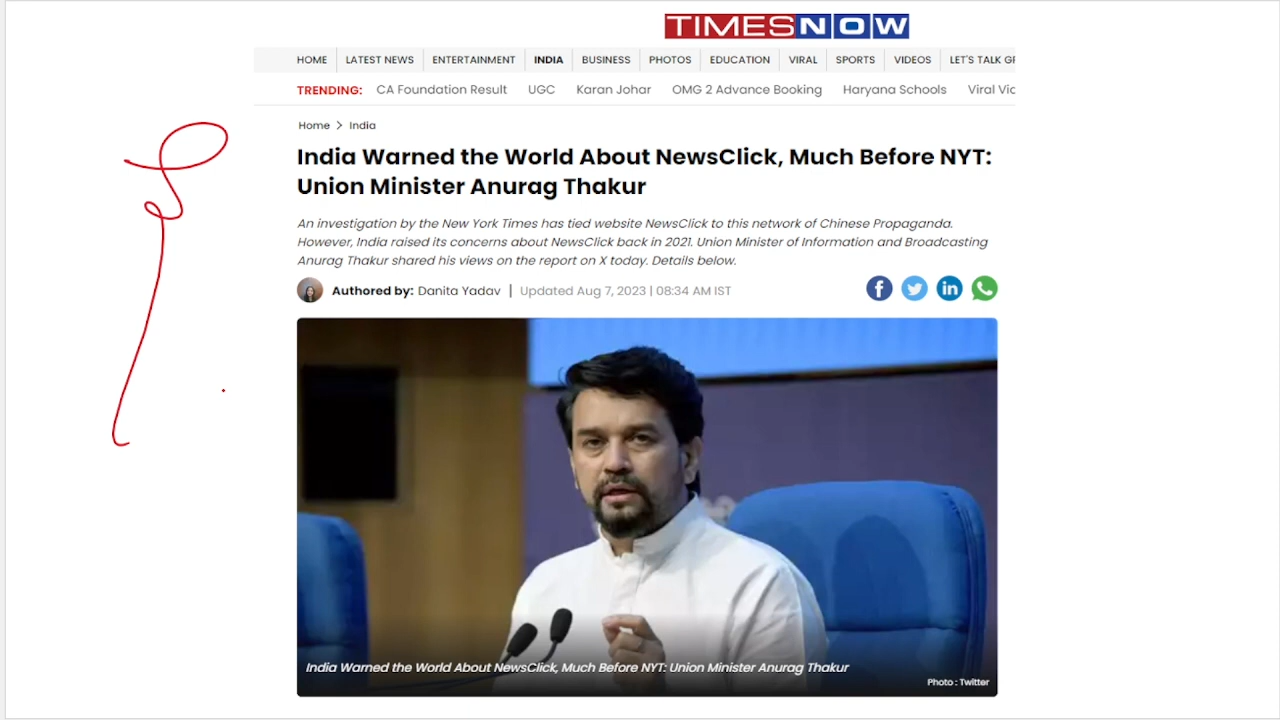 TIMES NOW
HOME LATEST NEWS ENTERTAINMENT INDIA BUSINESS PHOTOS EDUCATION VIRAL SPORTS VIDEOS LET'S TALK
TRENDING: CA Foundation Result UGC Karan Johar OMG 2 Advance Booking Haryana Schools Viral
Home > India
India Warned the World About NewsClick, Much Before NYT:
Union Minister Anurag Thakur
An investigation by the New York Times has tied website NewsClick to this network of Chinese Propaganda.
However, India raised its concerns about NewsClick back in 2021. Union Minister of Information and Broadcasting
Anurag Thakur shared his views on the report on X today. Details below.
Authored by: Danita Yadav | Updated Aug 7, 2023 | 08:34 AM IST
India Warned the World About NewsClick, Much Before NYT: Union Minister Anurag Thakur
Photo : Twitter